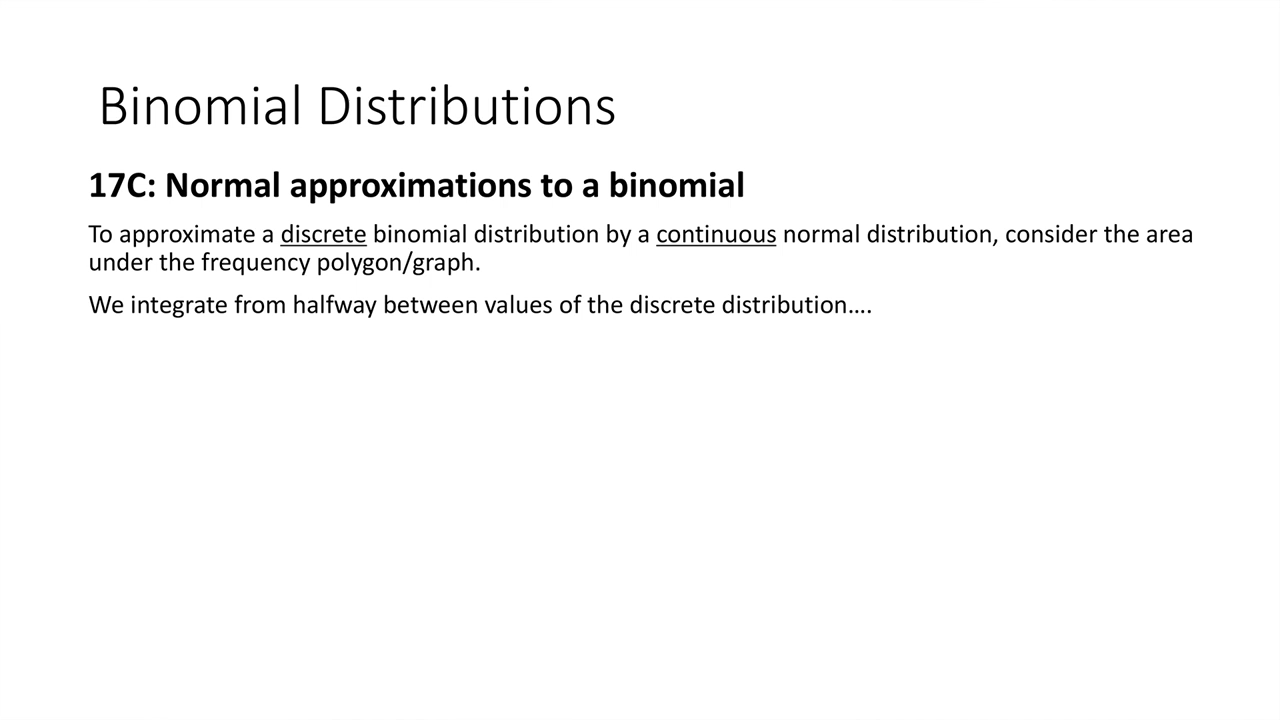 Binomial Distributions
17C: Normal approximations to a binomial
To approximate a discrete binomial distribution by a continuous normal distribution, consider the area
under the frequency polygon/graph.
We integrate from halfway between values of the discrete distribution….